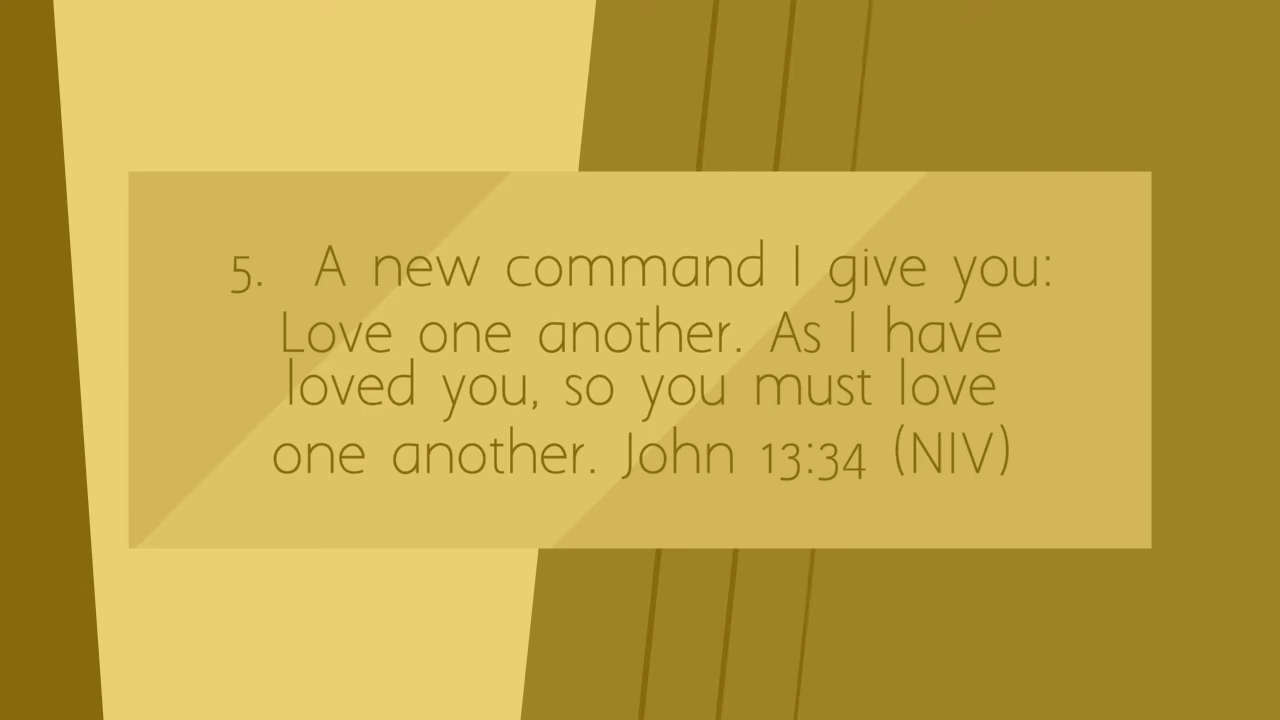 5. A new command I give you:
Love one another. As I have
loved you, so you must love
one another. John 13:34 (NIV)